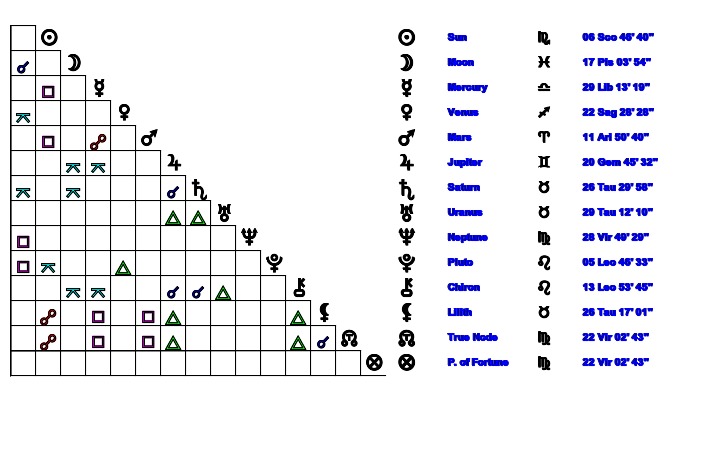 Sun 06 Sco 46' 40"
Moon 17 Pis 03' 54"
Mercury 29 Lib 13' 19"
Venus 22 Sag 26' 26"
Mars 11 Ari 50' 40"
Jupiter 20 Gem 45' 32"
Saturn 26 Tau 29' 58"
Uranus 29 Tau 12' 10"
Neptune 28 Vir 49' 29"
Pluto 05 Leo 46' 33"
Chiron 13 Leo 53' 45"
Lilith 26 Tau 17' 01"
True Node 22 Vir 02' 43"
P. of Fortune 22 Vir 02' 43"